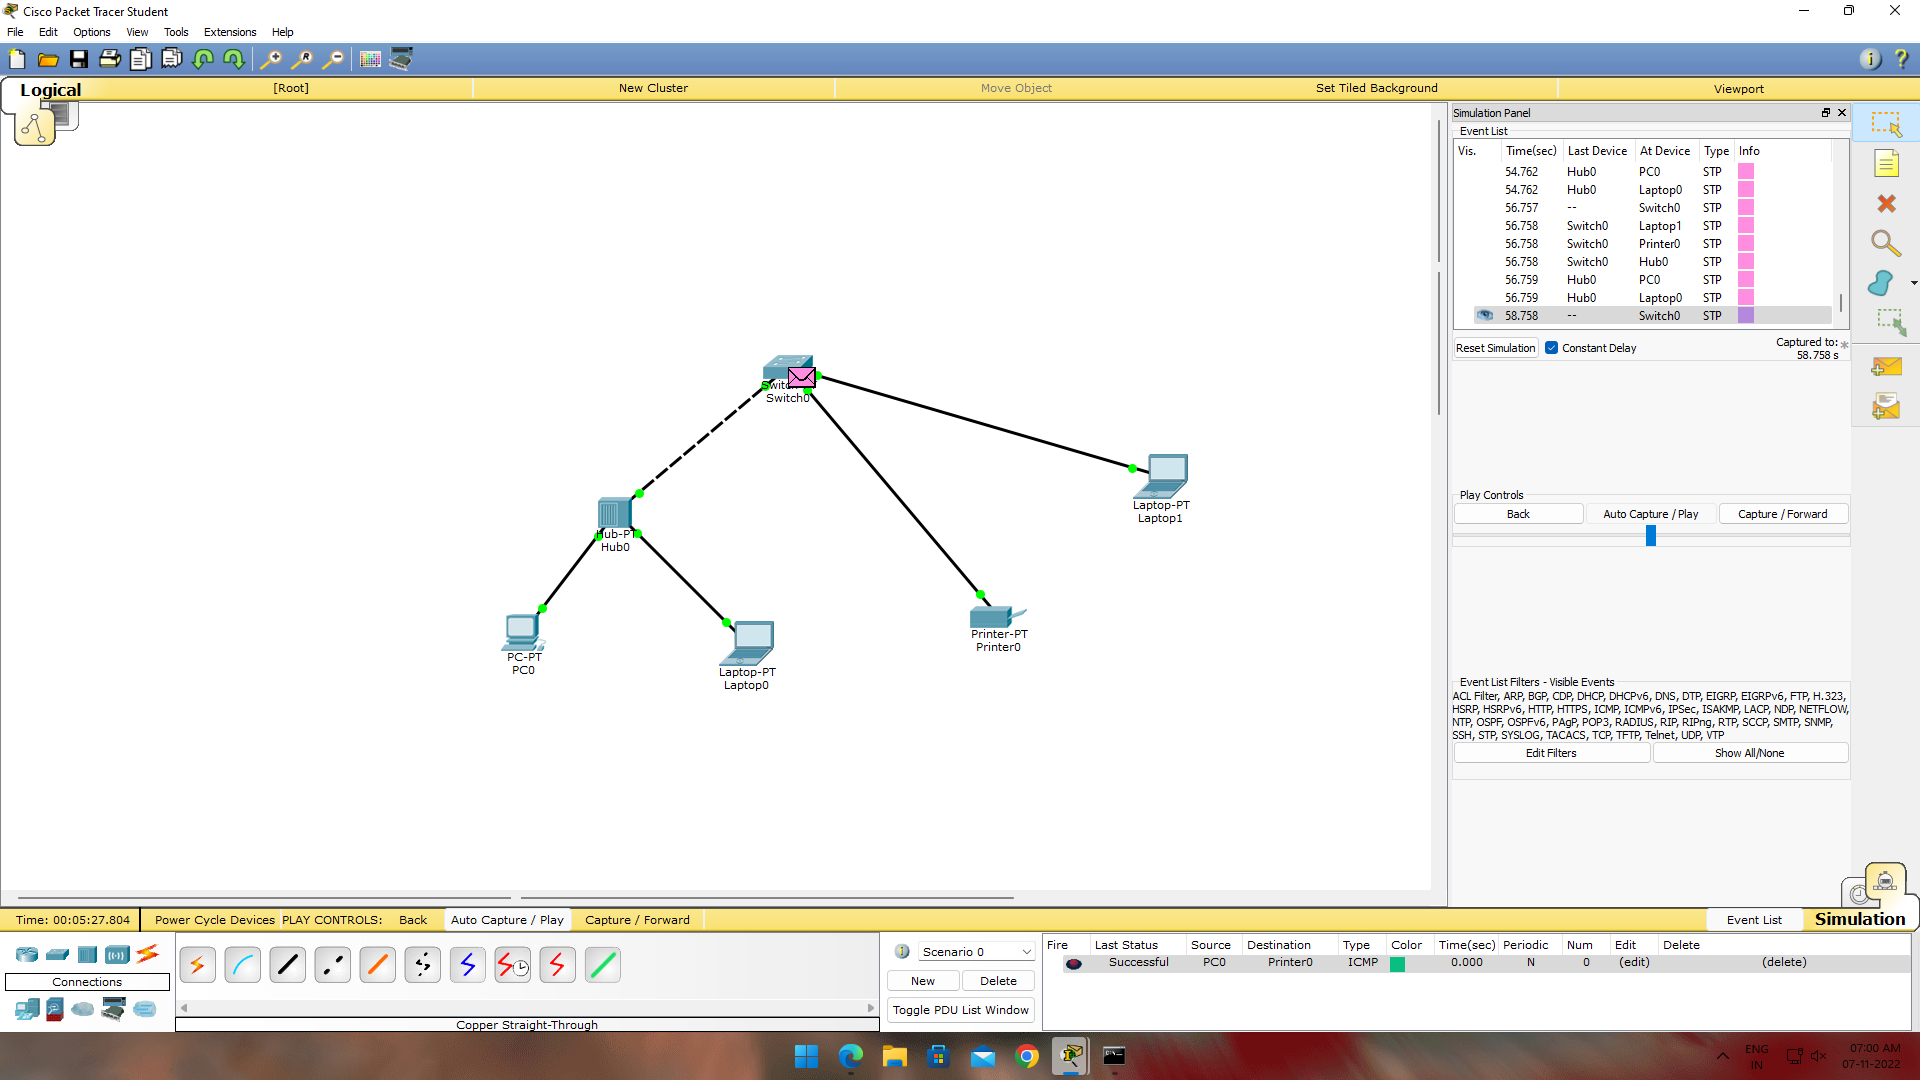 Cisco Packet Tracer Student
File Edit Options View Tools Extensions Help
Logical [Root] New Cluster Move Object Set Tiled Background Viewport
Simulation Panel
Event List
Vis. Time(sec) Last Device At Device Type Info
54.762 Hub0 PC0 STP
54.762 Hub0 Laptop0 STP
56.757 -- Switch0 STP
56.758 Switch0 Laptop1 STP
56.758 Switch0 Printer0 STP
56.758 Switch0 Hub0 STP
56.759 Hub0 PC0 STP
56.759 Hub0 Laptop0 STP
58.758 -- Switch0 STP
Reset Simulation Constant Delay Captured to: *
58.758 s
Switch0
Laptop-PT
Laptop1
Hub-PT
Hub0
PC-PT
PC0
Laptop-PT
Laptop0
Printer-PT
Printer0
Play Controls
Back Auto Capture / Play Capture / Forward
Event List Filters - Visible Events
ACL Filter, ARP, BGP, CDP, DHCP, DHCPv6, DNS, DTP, EIGRP, EIGRPv6, FTP, H.323,
HSRP, HSRPv6, HTTP, HTTPS, ICMP, ICMPv6, IPSec, ISAKMP, LACP, NDP, NETFLOW,
NTP, OSPF, OSPFv6, PAgP, POP3, RADIUS, RIP, RIPng, RTP, SCCP, SMTP, SNMP,
SSH, STP, SYSLOG, TACACS, TCP, TFTP, Telnet, UDP, VTP
Edit Filters Show All/None
Time: 00:05:27.804 Power Cycle Devices PLAY CONTROLS: Back Auto Capture / Play Capture / Forward Event List Simulation
Connections
Copper Straight-Through
Scenario 0
New Delete
Toggle PDU List Window
Fire Last Status Source Destination Type Color Time(sec) Periodic Num Edit Delete
Successful PC0 Printer0 ICMP 0.000 N 0 (edit) (delete)
ENG
IN
07:00 AM
07-11-2022